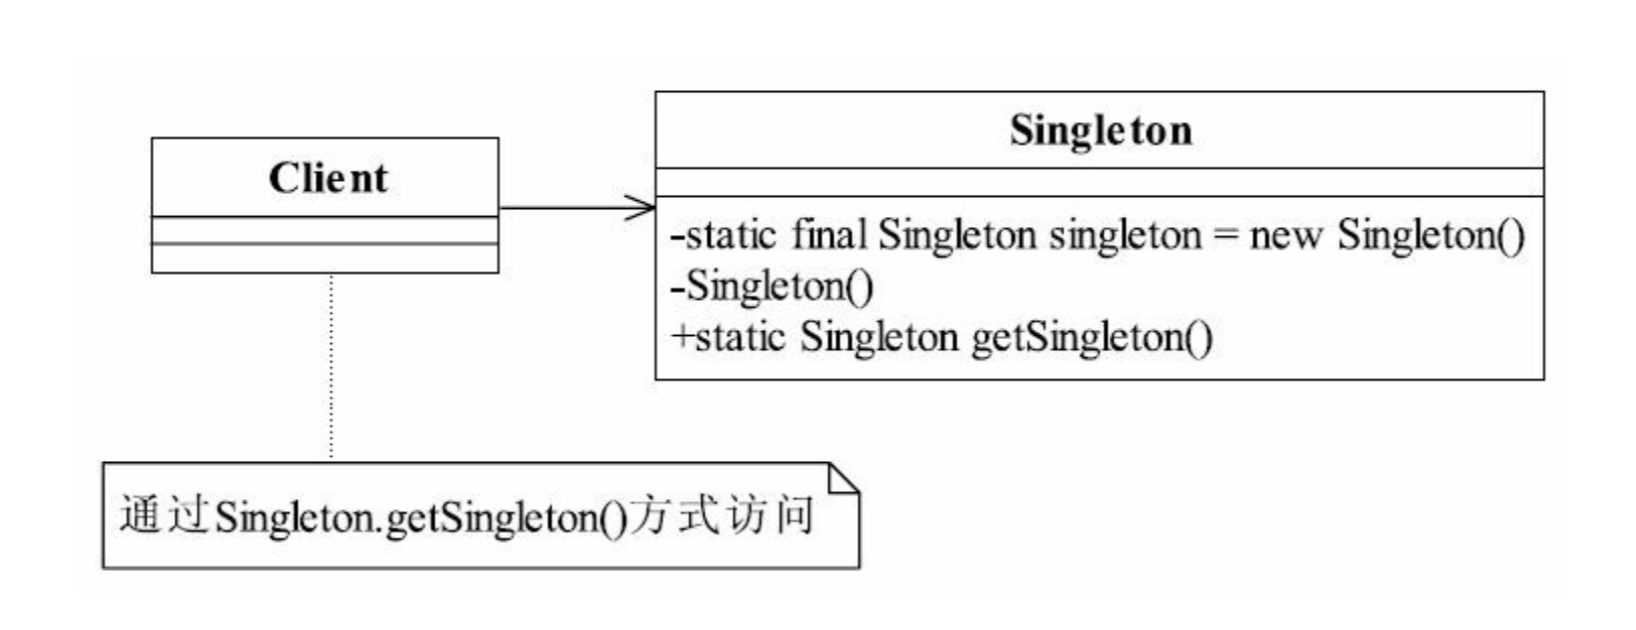 Client
Singleton
-static final Singleton singleton = new Singleton()
-Singleton()
+static Singleton getSingleton()
通过Singleton.getSingleton()方式访问